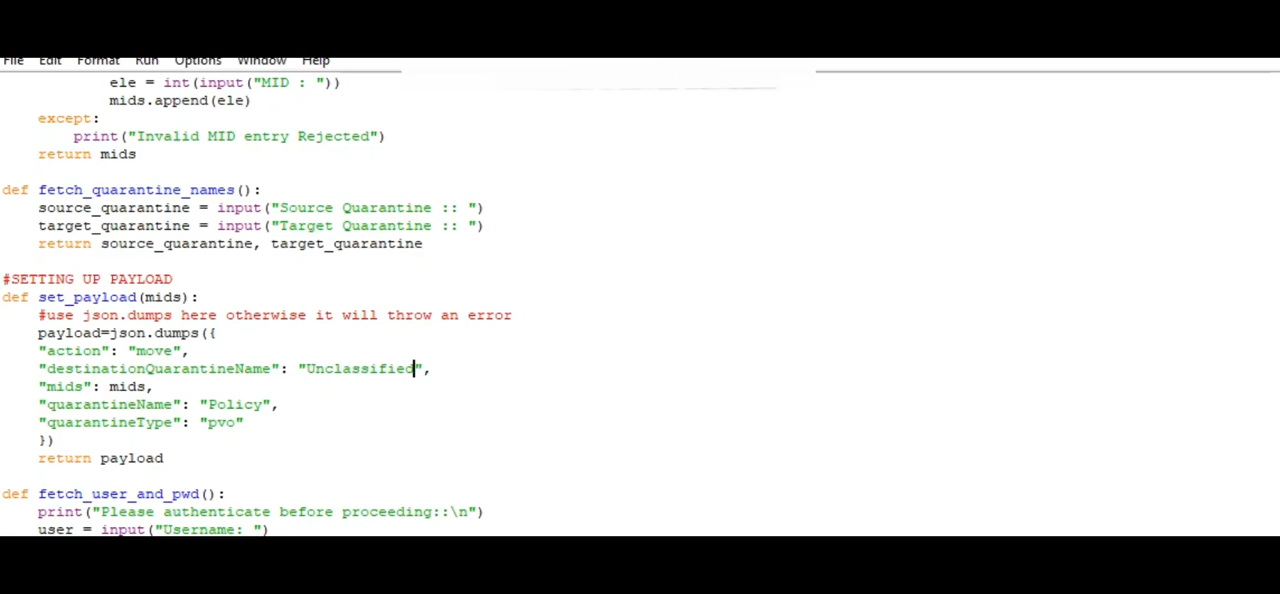 File Edit Format Run Options Window Help
ele = int(input("MID : "))
mids.append(ele)
except:
print("Invalid MID entry Rejected")
return mids
def fetch_quarantine_names():
source_quarantine = input("Source Quarantine :: ")
target_quarantine = input("Target Quarantine :: ")
return source_quarantine, target_quarantine
#SETTING UP PAYLOAD
def set_payload(mids):
#use json.dumps here otherwise it will throw an error
payload=json.dumps({
"action": "move",
"destinationQuarantineName": "Unclassified",
"mids": mids,
"quarantineName": "Policy",
"quarantineType": "pvo"
})
return payload
def fetch_user_and_pwd():
print("Please authenticate before proceeding::\n")
user = input("Username: ")